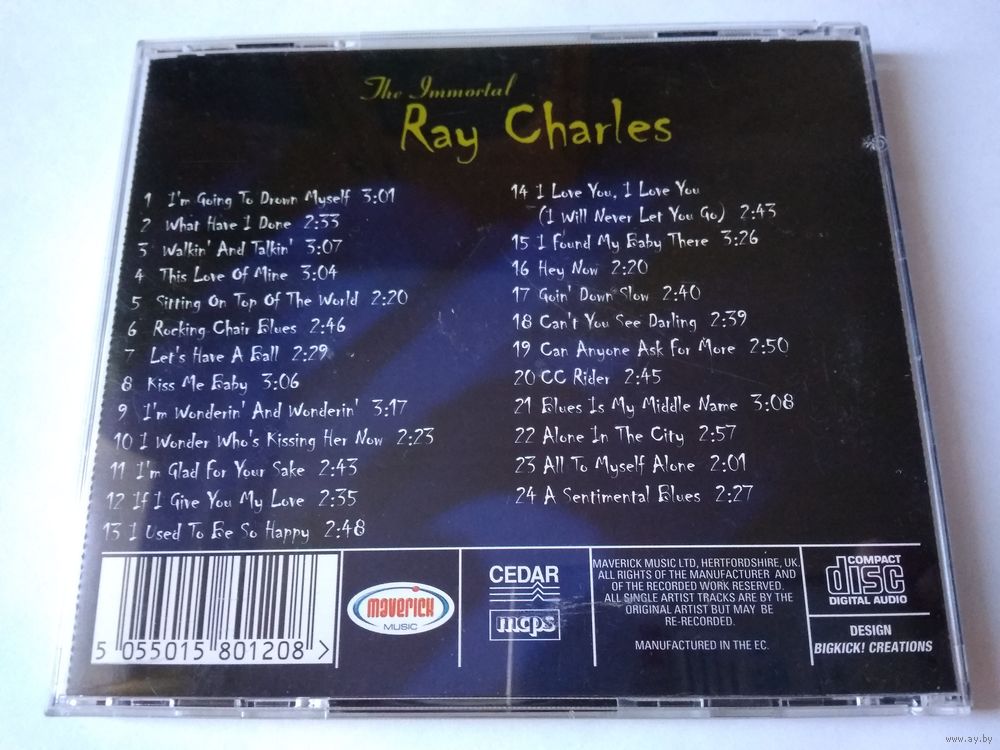 The Immortal
Ray Charles
1 I'm Going To Drown Myself 3:01
2 What Have I Done 2:33
3 Walkin' And Talkin' 3:07
4 This Love Of Mine 3:04
5 Sitting On Top Of The World 2:20
6 Rocking Chair Blues 2:46
7 Let's Have A Ball 2:29
8 Kiss Me Baby 3:06
9 I'm Wonderin' And Wonderin' 3:17
10 I Wonder Who's Kissing Her Now 2:23
11 I'm Glad For Your Sake 2:43
12 If I Give You My Love 2:35
13 I Used To Be So Happy 2:48
14 I Love You, I Love You
(I Will Never Let You Go) 2:43
15 I Found My Baby There 3:26
16 Hey Now 2:20
17 Goin' Down Slow 2:40
18 Can't You See Darling 2:39
19 Can Anyone Ask For More 2:50
20 CC Rider 2:45
21 Blues Is My Middle Name 3:08
22 Alone In The City 2:57
23 All To Myself Alone 2:01
24 A Sentimental Blues 2:27
5 055015 801208 >
maverick
MUSIC
CEDAR
mcps
MAVERICK MUSIC LTD, HERTFORDSHIRE, UK.
ALL RIGHTS OF THE MANUFACTURER AND
OF THE RECORDED WORK RESERVED.
ALL SINGLE ARTIST TRACKS ARE BY THE
ORIGINAL ARTIST BUT MAY BE
RE-RECORDED.
MANUFACTURED IN THE EC.
COMPACT
disc
DIGITAL AUDIO
DESIGN
BIGKICK! CREATIONS
www.ay.by